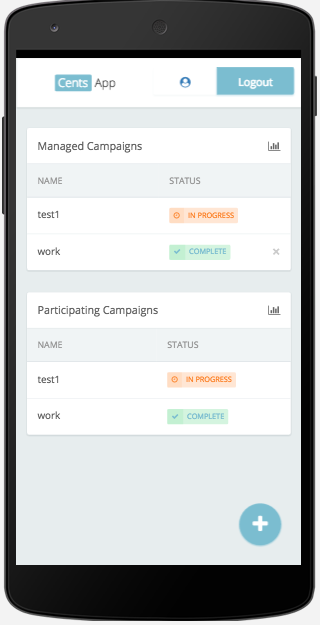 Cents App Logout
Managed Campaigns
NAME STATUS
test1 IN PROGRESS
work COMPLETE
Participating Campaigns
NAME STATUS
test1 IN PROGRESS
work COMPLETE